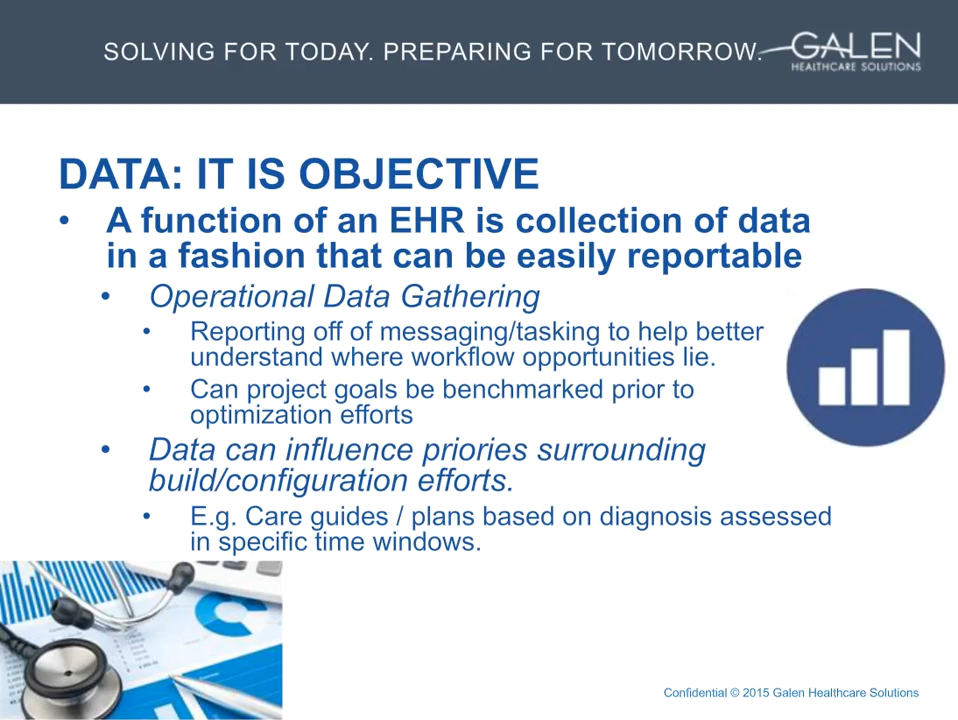 SOLVING FOR TODAY. PREPARING FOR TOMORROW.
GALEN
HEALTHCARE SOLUTIONS
DATA: IT IS OBJECTIVE
• A function of an EHR is collection of data
in a fashion that can be easily reportable
• Operational Data Gathering
• Reporting off of messaging/tasking to help better
understand where workflow opportunities lie.
• Can project goals be benchmarked prior to
optimization efforts
• Data can influence priories surrounding
build/configuration efforts.
• E.g. Care guides / plans based on diagnosis assessed
in specific time windows.
Confidential © 2015 Galen Healthcare Solutions